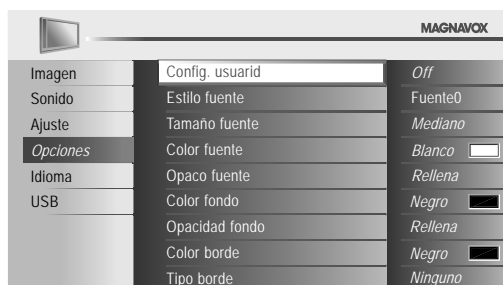 MAGNAVOX
Imagen
Sonido
Ajuste
Opciones
Idioma
USB
Config. usuarid Off
Estilo fuente Fuente0
Tamaño fuente Mediano
Color fuente Blanco
Opaco fuente Rellena
Color fondo Negro
Opacidad fondo Rellena
Color borde Negro
Tipo borde Ninguno